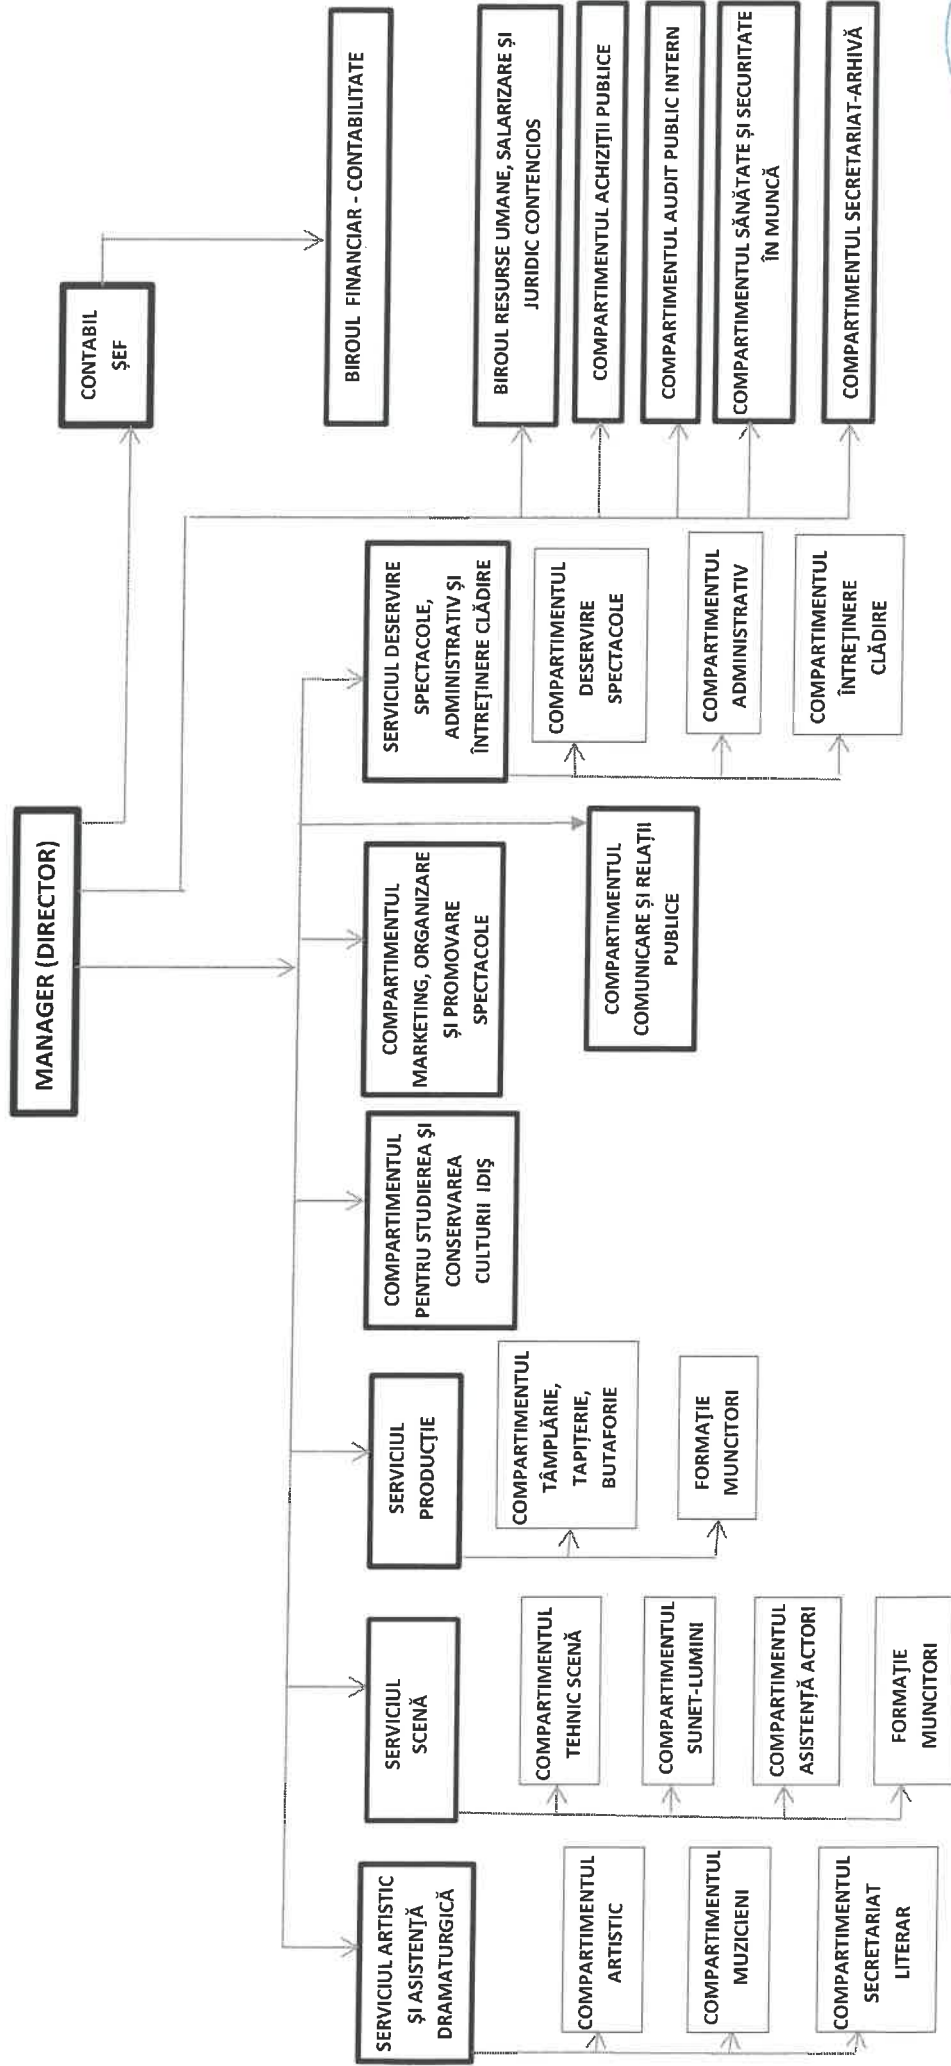 MANAGER (DIRECTOR)
CONTABIL
ȘEF
BIROUL FINANCIAR - CONTABILITATE
SERVICIUL ARTISTIC
ȘI ASISTENȚĂ
DRAMATURGICĂ
COMPARTIMENTUL
ARTISTIC
COMPARTIMENTUL
MUZICIENI
COMPARTIMENTUL
SECRETARIAT
LITERAR
SERVICIUL
SCENĂ
COMPARTIMENTUL
TEHNIC SCENĂ
COMPARTIMENTUL
SUNET-LUMINI
COMPARTIMENTUL
ASISTENȚĂ ACTORI
FORMAȚIE
MUNCITORI
SERVICIUL
PRODUCȚIE
COMPARTIMENTUL
TÂMPLĂRIE,
TAPIȚERIE,
BUTAFORIE
FORMAȚIE
MUNCITORI
COMPARTIMENTUL
PENTRU STUDIEREA ȘI
CONSERVAREA
CULTURII IDIȘ
COMPARTIMENTUL
MARKETING, ORGANIZARE
ȘI PROMOVARE
SPECTACOLE
COMPARTIMENTUL
COMUNICARE ȘI RELAȚII
PUBLICE
SERVICIUL DESERVIRE
SPECTACOLE,
ADMINISTRATIV ȘI
ÎNTREȚINERE CLĂDIRE
COMPARTIMENTUL
DESERVIRE
SPECTACOLE
COMPARTIMENTUL
ADMINISTRATIV
COMPARTIMENTUL
ÎNTREȚINERE
CLĂDIRE
BIROUL RESURSE UMANE, SALARIZARE ȘI
JURIDIC CONTENCIOS
COMPARTIMENTUL ACHIZIȚII PUBLICE
COMPARTIMENTUL AUDIT PUBLIC INTERN
COMPARTIMENTUL SĂNĂTATE ȘI SECURITATE
ÎN MUNCĂ
COMPARTIMENTUL SECRETARIAT-ARHIVĂ